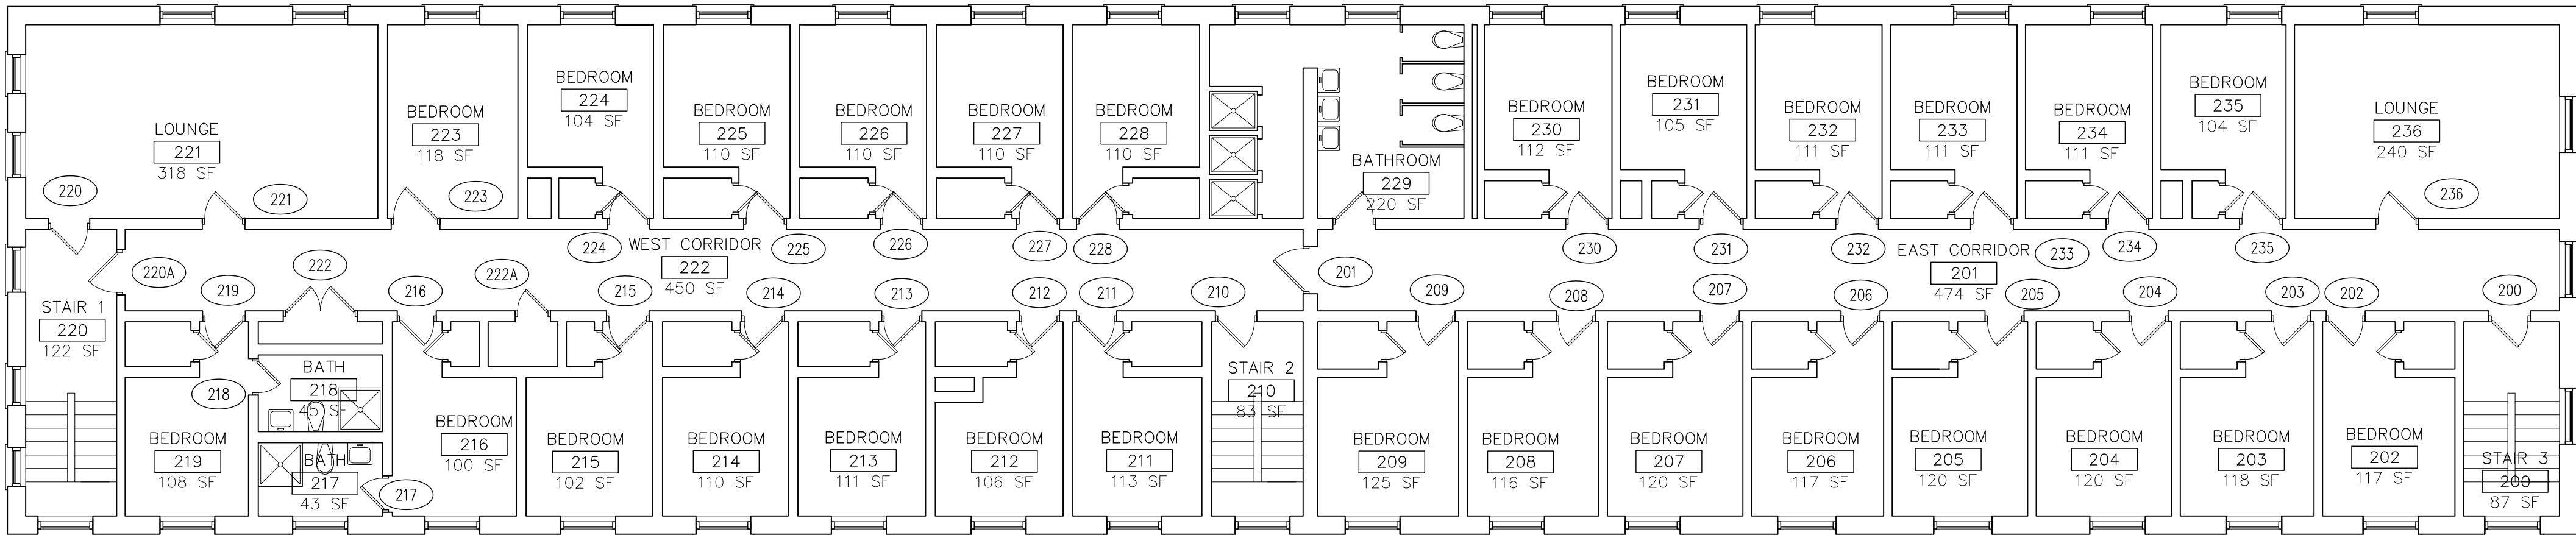 LOUNGE
221
318 SF
BEDROOM
223
118 SF
BEDROOM
224
104 SF
BEDROOM
225
110 SF
BEDROOM
226
110 SF
BEDROOM
227
110 SF
BEDROOM
228
110 SF
BATHROOM
229
220 SF
BEDROOM
230
112 SF
BEDROOM
231
105 SF
BEDROOM
232
111 SF
BEDROOM
233
111 SF
BEDROOM
234
111 SF
BEDROOM
235
104 SF
LOUNGE
236
240 SF
220
221
223
236
224
WEST CORRIDOR
222
450 SF
225
226
227
228
201
230
231
232
EAST CORRIDOR
201
474 SF
233
234
235
220A
219
222
216
222A
215
214
213
212
211
210
209
208
207
206
205
204
203
202
200
STAIR 1
220
122 SF
218
BATH
218
45 SF
STAIR 2
210
83 SF
BEDROOM
219
108 SF
BATH
217
43 SF
217
BEDROOM
216
100 SF
BEDROOM
215
102 SF
BEDROOM
214
110 SF
BEDROOM
213
111 SF
BEDROOM
212
106 SF
BEDROOM
211
113 SF
BEDROOM
209
125 SF
BEDROOM
208
116 SF
BEDROOM
207
120 SF
BEDROOM
206
117 SF
BEDROOM
205
120 SF
BEDROOM
204
120 SF
BEDROOM
203
118 SF
BEDROOM
202
117 SF
STAIR 3
200
87 SF